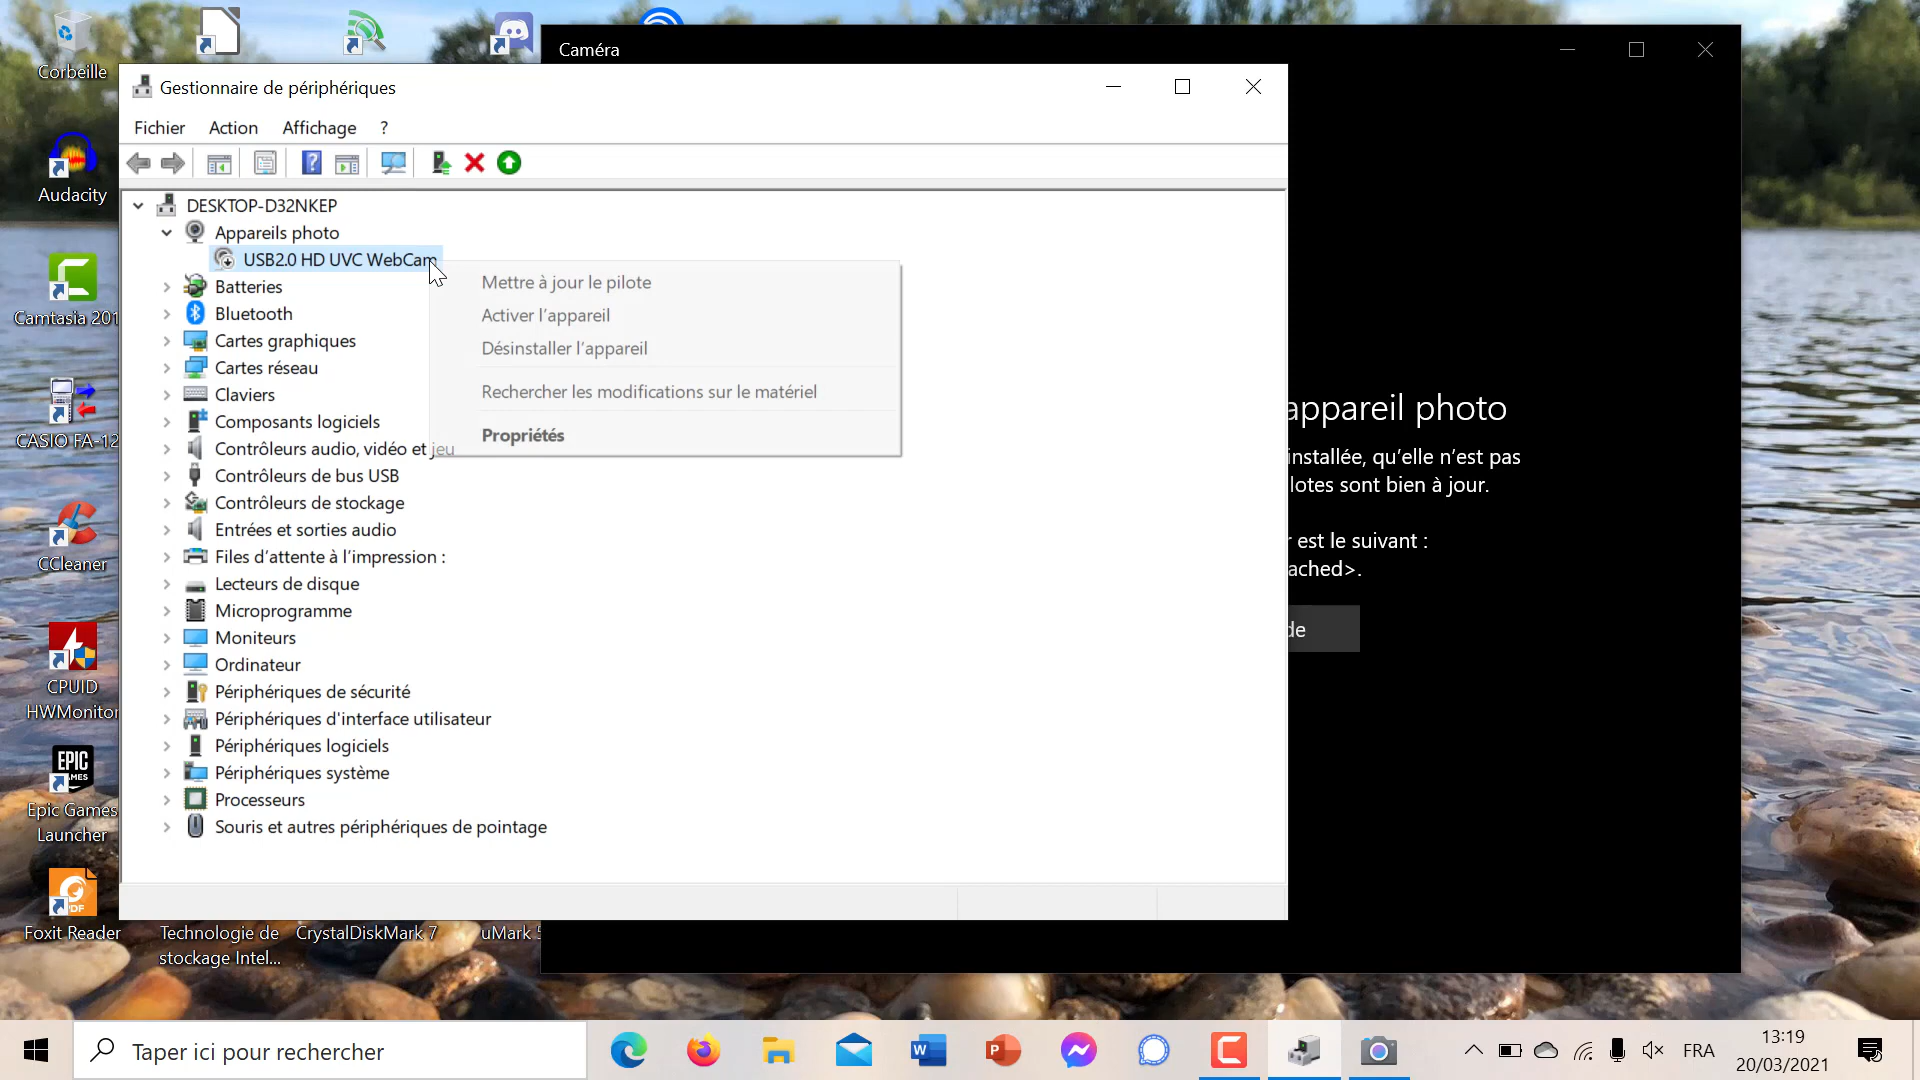 Corbeille
Audacity
Camtasia 201
CASIO FA-12
CCleaner
CPUID
HWMonitor
EPIC
GAMES
Epic Games
Launcher
Foxit Reader
Technologie de
stockage Intel...
CrystalDiskMark 7
uMark 5
Caméra
Gestionnaire de périphériques
Fichier
Action
Affichage
?
DESKTOP-D32NKEP
Appareils photo
USB2.0 HD UVC WebCam
Batteries
Bluetooth
Cartes graphiques
Cartes réseau
Claviers
Composants logiciels
Contrôleurs audio, vidéo et jeu
Contrôleurs de bus USB
Contrôleurs de stockage
Entrées et sorties audio
Files d'attente à l'impression :
Lecteurs de disque
Microprogramme
Moniteurs
Ordinateur
Périphériques de sécurité
Périphériques d'interface utilisateur
Périphériques logiciels
Périphériques système
Processeurs
Souris et autres périphériques de pointage
Mettre à jour le pilote
Activer l'appareil
Désinstaller l'appareil
Rechercher les modifications sur le matériel
Propriétés
appareil photo
installée, qu'elle n'est pas
lotes sont bien à jour.
est le suivant :
ached>.
de
Taper ici pour rechercher
FRA
13:19
20/03/2021